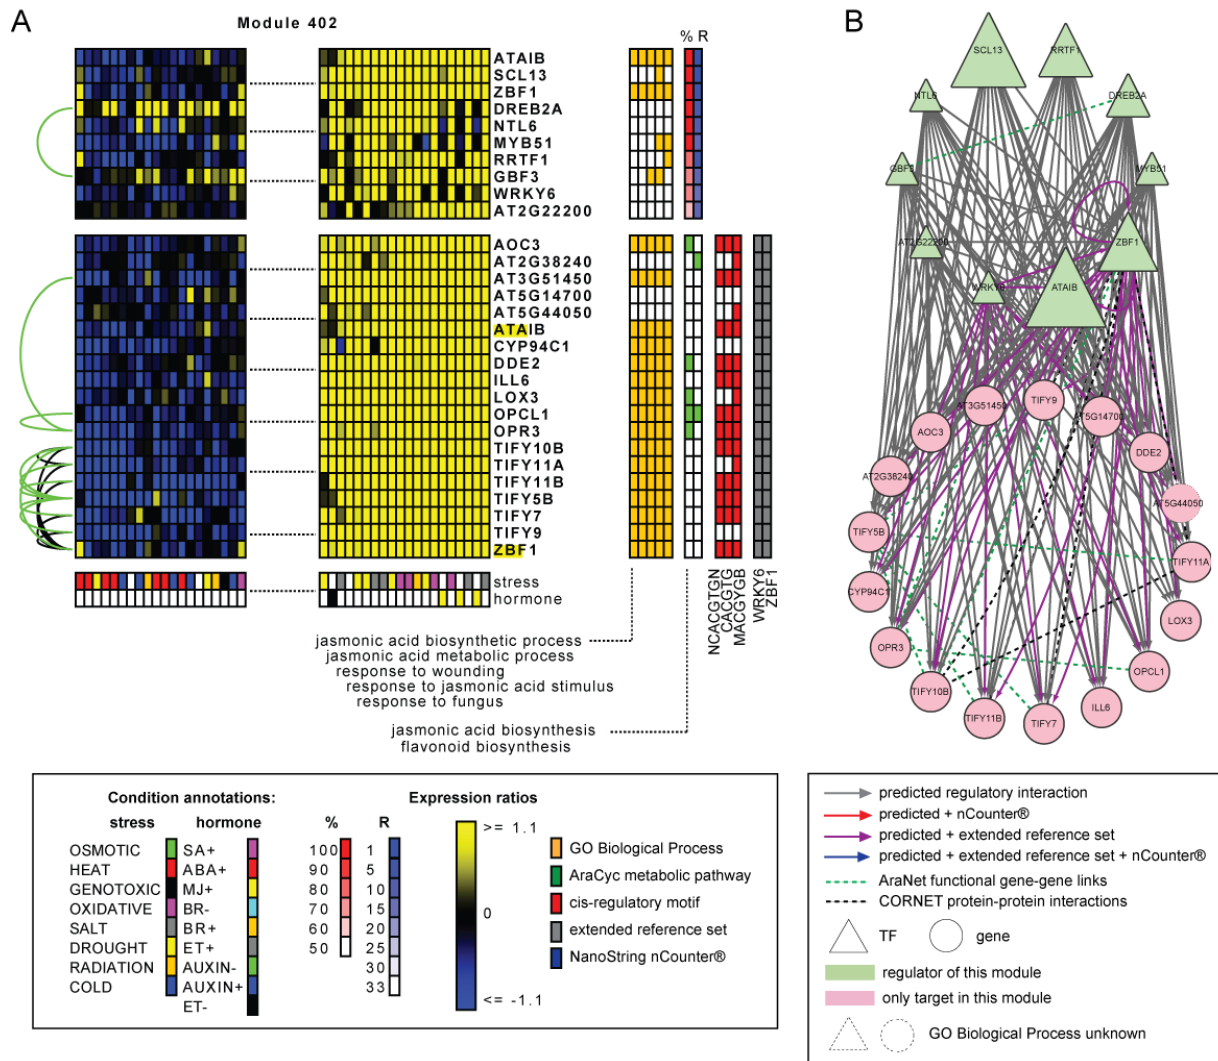 A
Module 402
% R
ATAIB
SCL13
ZBF1
DREB2A
NTL6
MYB51
RRTF1
GBF3
WRKY6
AT2G22200
AOC3
AT2G38240
AT3G51450
AT5G14700
AT5G44050
ATAIB
CYP94C1
DDE2
ILL6
LOX3
OPCL1
OPR3
TIFY10B
TIFY11A
TIFY11B
TIFY5B
TIFY7
TIFY9
ZBF1
stress
hormone
NCACGTGN
CACGTG
MACGYGB
WRKY6
ZBF1
jasmonic acid biosynthetic process
jasmonic acid metabolic process
response to wounding
response to jasmonic acid stimulus
response to fungus
jasmonic acid biosynthesis
flavonoid biosynthesis
Condition annotations:
stress hormone
OSMOTIC SA+
HEAT ABA+
GENOTOXIC MJ+
OXIDATIVE BR-
SALT BR+
DROUGHT ET+
RADIATION AUXIN-
COLD AUXIN+
ET-
%
100
90
80
70
60
50
R
1
5
10
15
20
25
30
33
Expression ratios
>= 1.1
0
<= -1.1
GO Biological Process
AraCyc metabolic pathway
cis-regulatory motif
extended reference set
NanoString nCounter®
B
SCL13
RRTF1
NTL6
DREB2A
GBF3
MYB51
AT2G22200
ZBF1
WRKY6
ATAIB
AT3G51450
TIFY9
AT5G14700
AOC3
DDE2
AT2G38240
AT5G44050
TIFY5B
TIFY11A
CYP94C1
LOX3
OPR3
OPCL1
TIFY10B
ILL6
TIFY11B
TIFY7
predicted regulatory interaction
predicted + nCounter®
predicted + extended reference set
predicted + extended reference set + nCounter®
AraNet functional gene-gene links
CORNET protein-protein interactions
TF gene
regulator of this module
only target in this module
GO Biological Process unknown